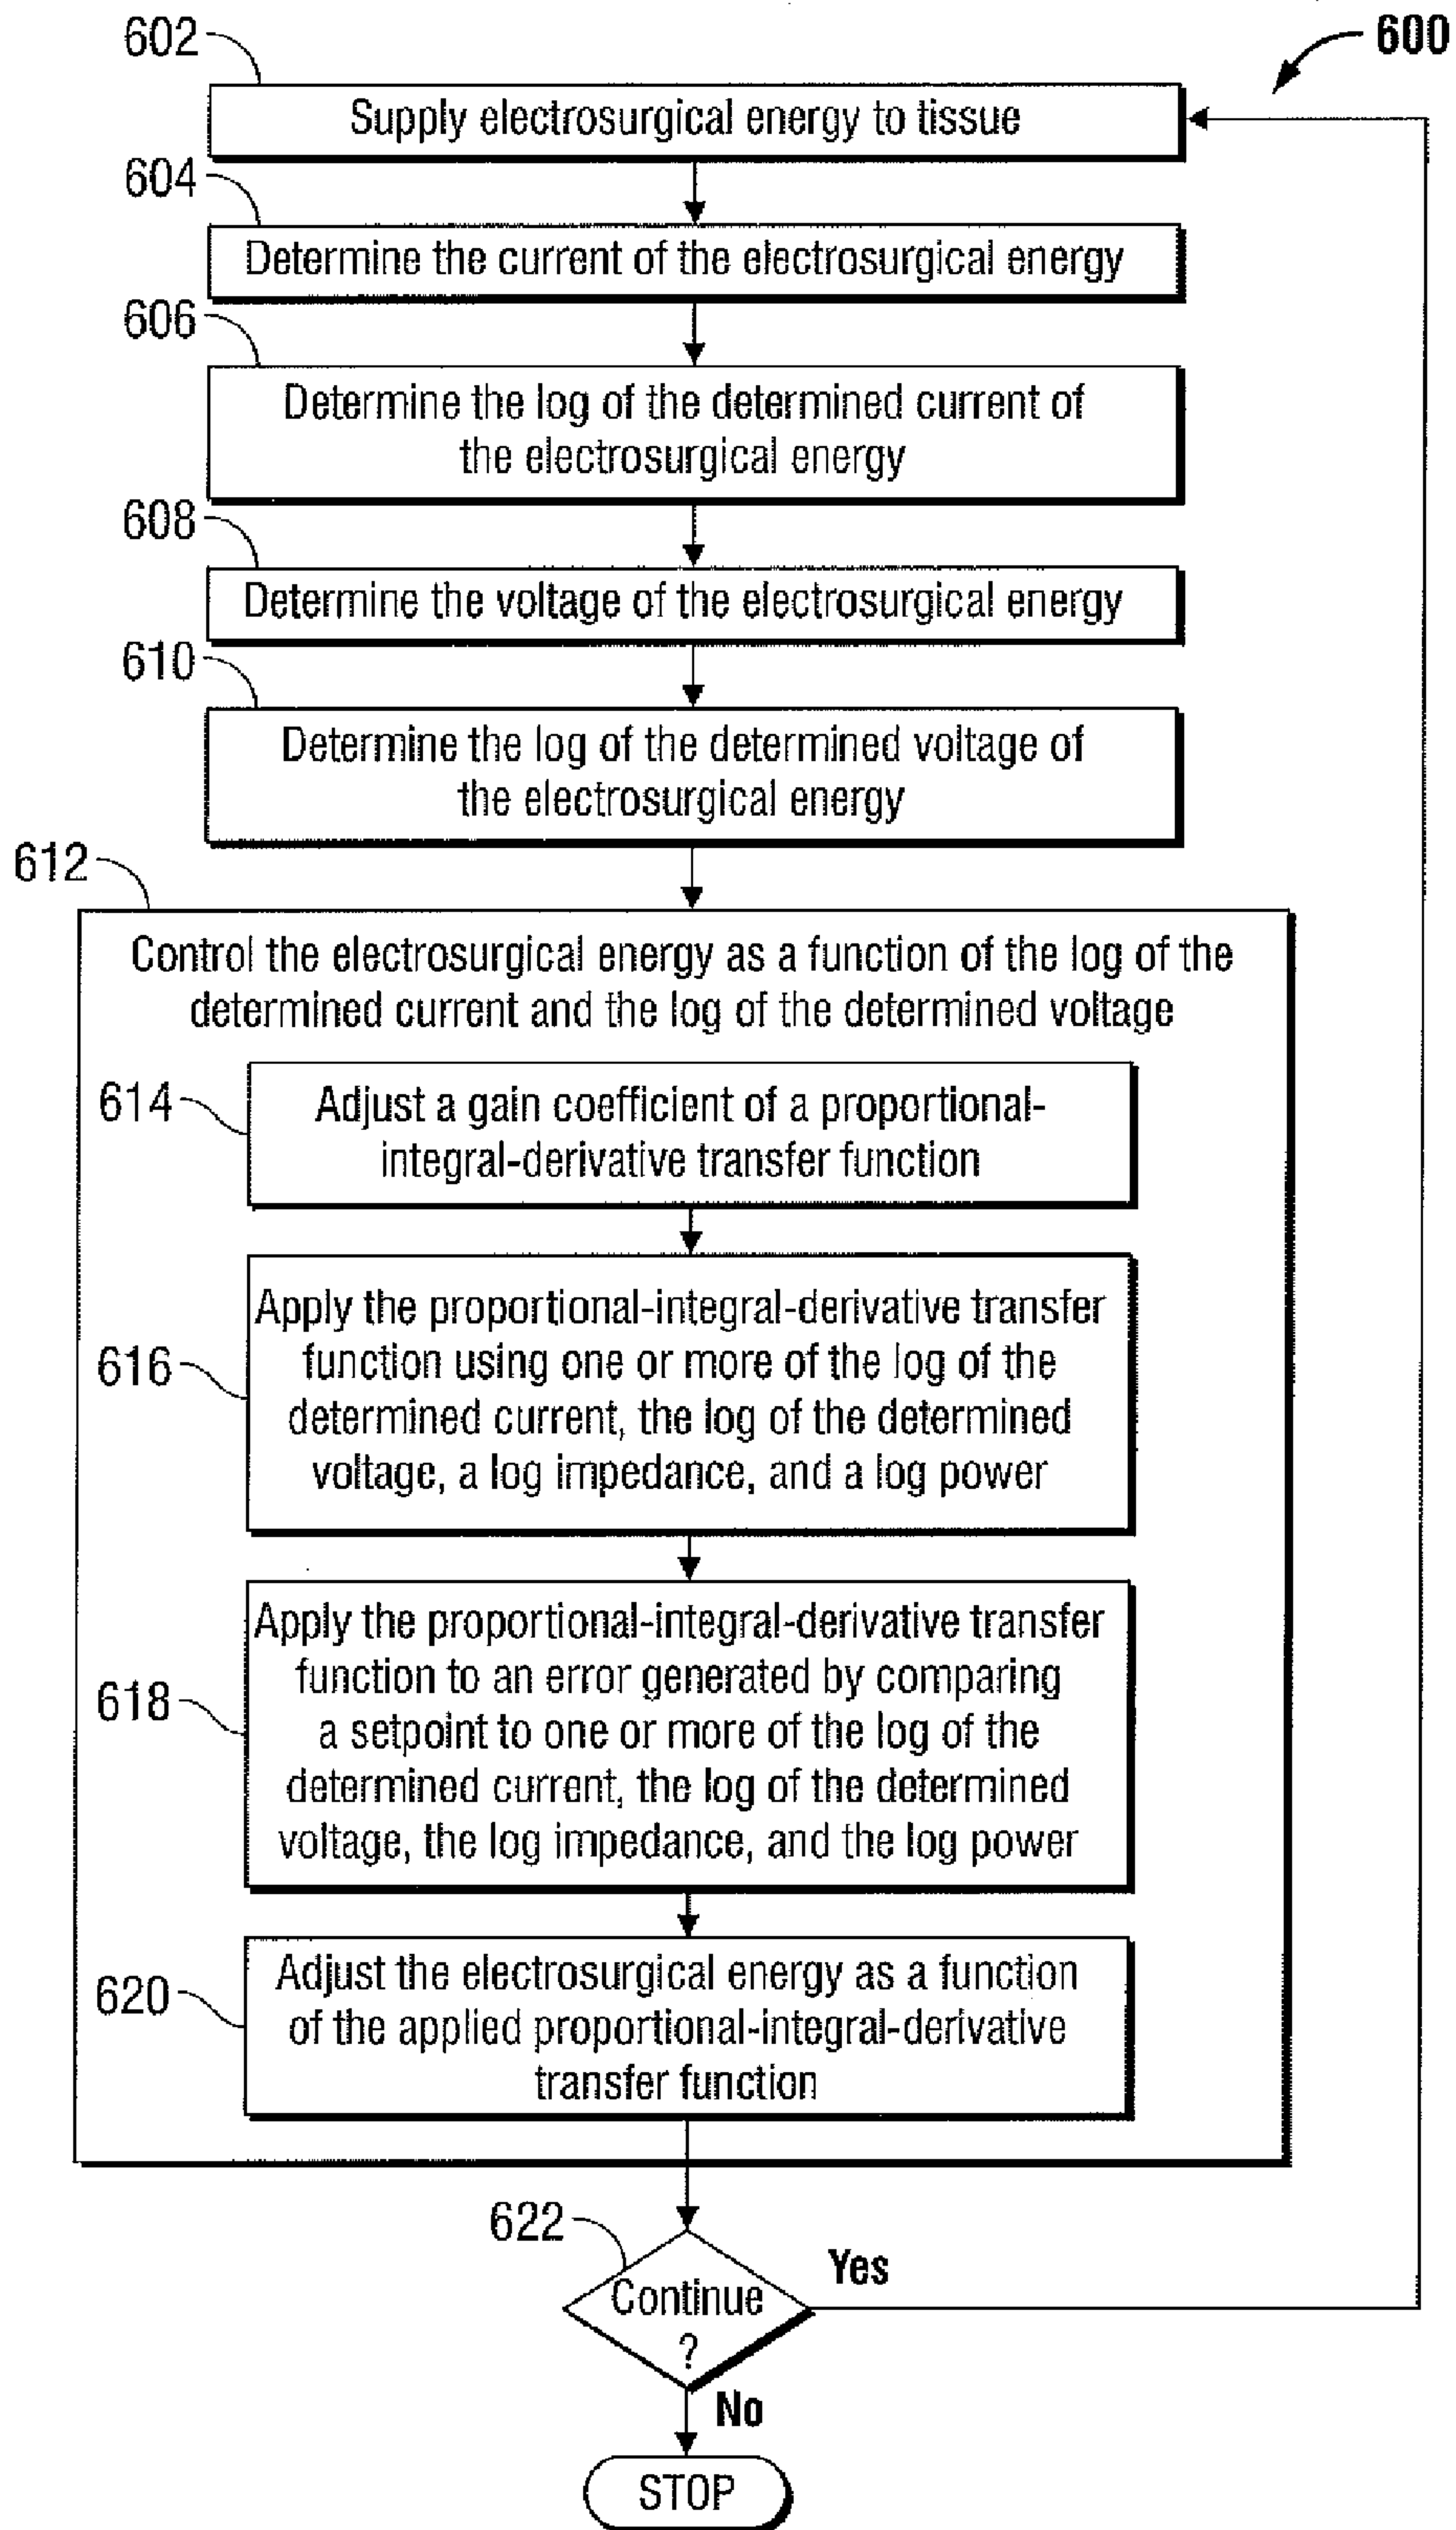 602
600
Supply electrosurgical energy to tissue
604
Determine the current of the electrosurgical energy
606
Determine the log of the determined current of
the electrosurgical energy
608
Determine the voltage of the electrosurgical energy
610
Determine the log of the determined voltage of
the electrosurgical energy
612
Control the electrosurgical energy as a function of the log of the
determined current and the log of the determined voltage
614
Adjust a gain coefficient of a proportional-
integral-derivative transfer function
616
Apply the proportional-integral-derivative transfer
function using one or more of the log of the
determined current, the log of the determined
voltage, a log impedance, and a log power
618
Apply the proportional-integral-derivative transfer
function to an error generated by comparing
a setpoint to one or more of the log of the
determined current, the log of the determined
voltage, the log impedance, and the log power
620
Adjust the electrosurgical energy as a function
of the applied proportional-integral-derivative
transfer function
622
Continue
?
Yes
No
STOP